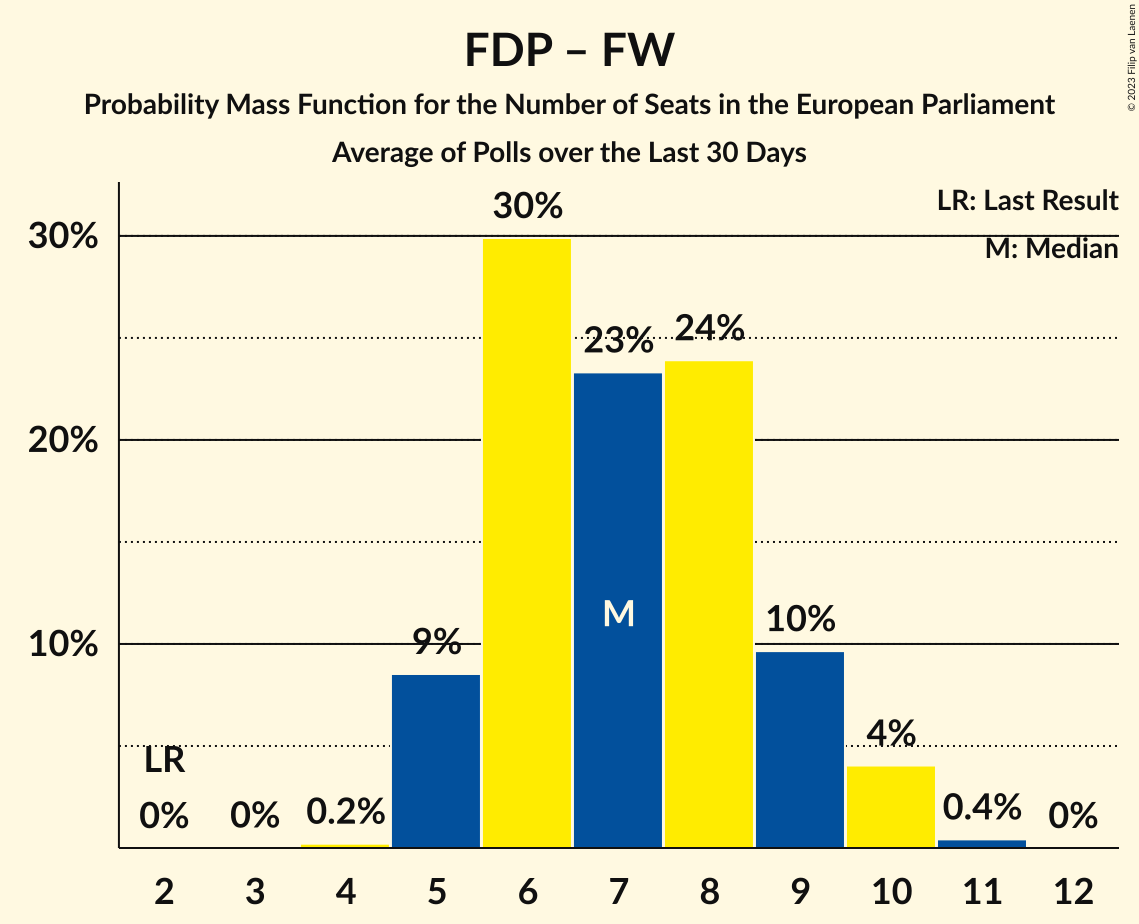 FDP – FW
Probability Mass Function for the Number of Seats in the European Parliament
Average of Polls over the Last 30 Days
© 2023 Filip van Laenen
LR: Last Result
M: Median
30%
20%
10%
LR
0%
0%
0.2%
9%
30%
23%
M
24%
10%
4%
0.4%
0%
2 3 4 5 6 7 8 9 10 11 12